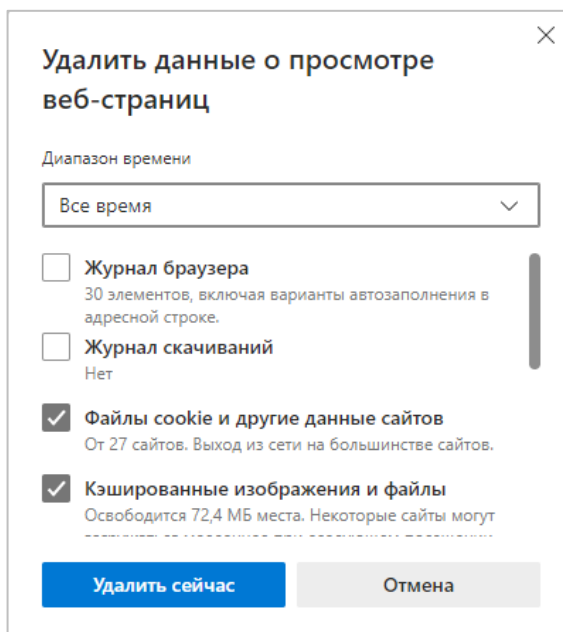 Удалить данные о просмотре
веб-страниц
Диапазон времени
Все время
Журнал браузера
30 элементов, включая варианты автозаполнения в
адресной строке.
Журнал скачиваний
Нет
Файлы cookie и другие данные сайтов
От 27 сайтов. Выход из сети на большинстве сайтов.
Кэшированные изображения и файлы
Освободится 72,4 МБ места. Некоторые сайты могут
Удалить сейчас
Отмена